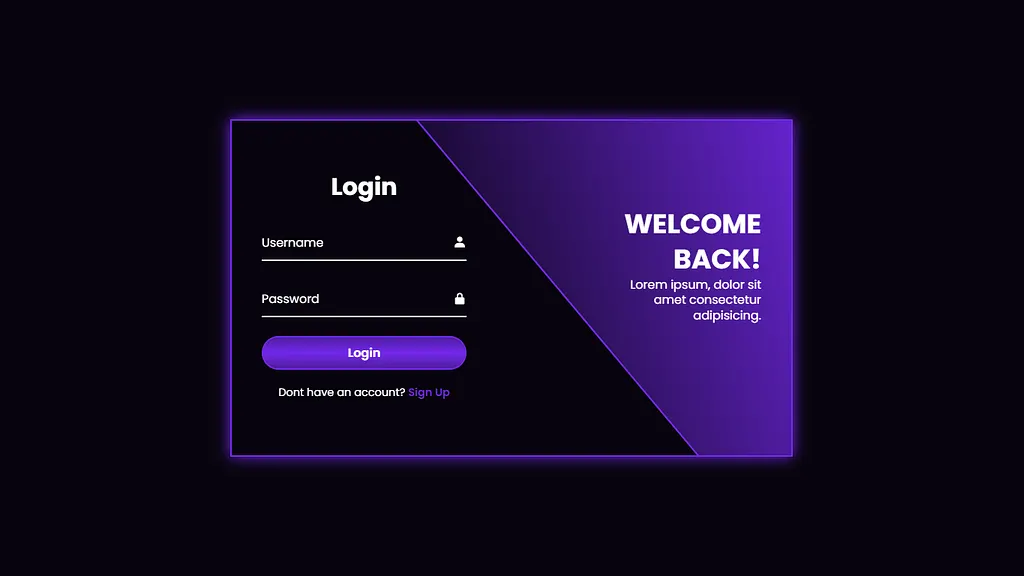 Login
Username
Password
Login
Dont have an account? Sign Up
WELCOME
BACK!
Lorem ipsum, dolor sit
amet consectetur
adipisicing.